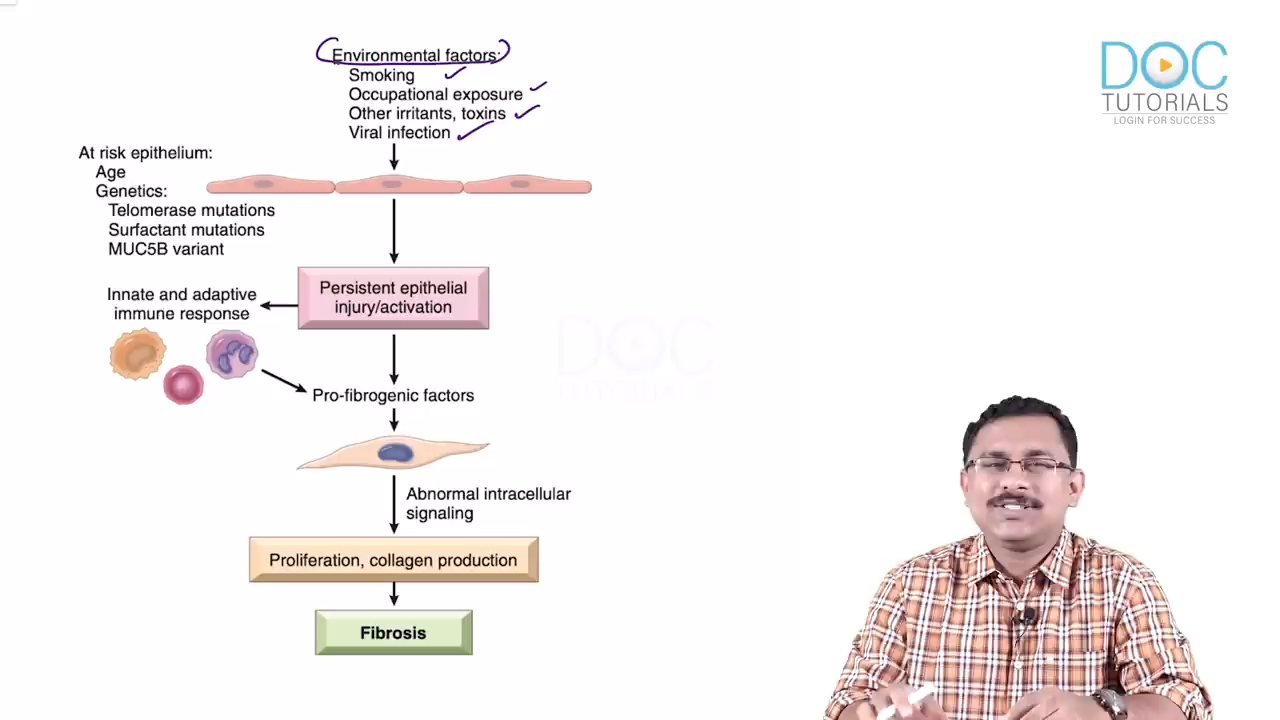 Environmental factors:
Smoking
Occupational exposure
Other irritants, toxins
Viral infection
At risk epithelium:
Age
Genetics:
Telomerase mutations
Surfactant mutations
MUC5B variant
Persistent epithelial
injury/activation
Innate and adaptive
immune response
Pro-fibrogenic factors
Abnormal intracellular
signaling
Proliferation, collagen production
Fibrosis
DOC
TUTORIALS
LOGIN FOR SUCCESS
DOC
TUTORIALS